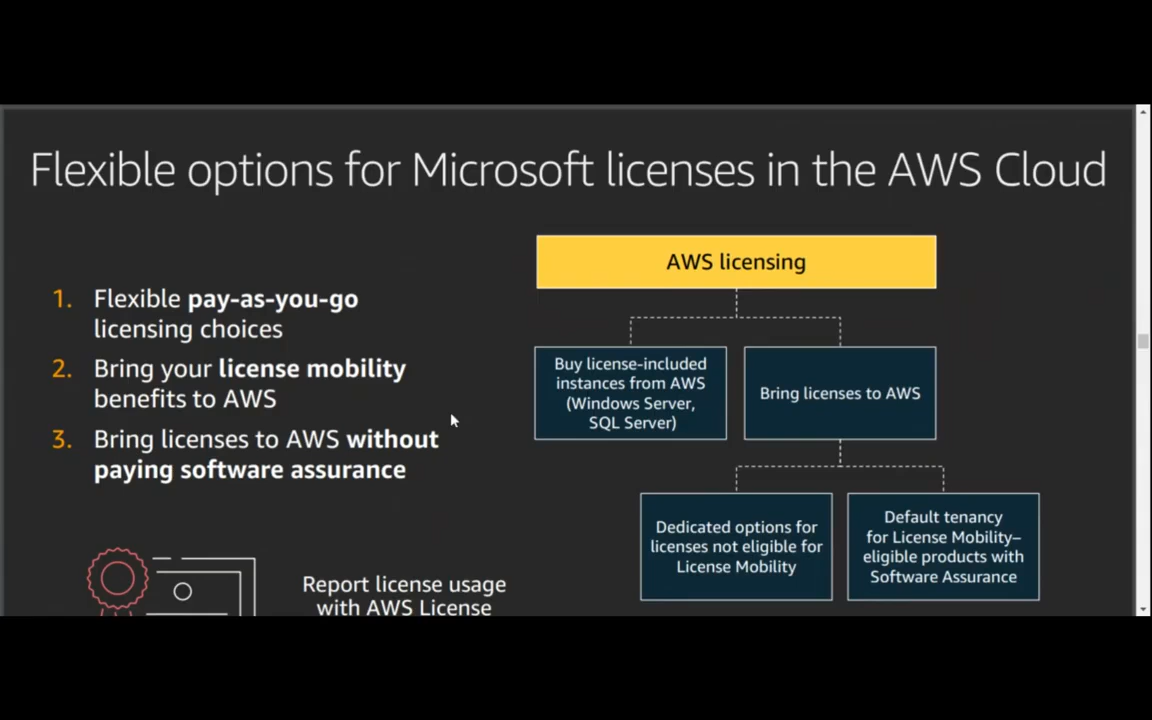 Flexible options for Microsoft licenses in the AWS Cloud
1. Flexible pay-as-you-go
licensing choices
2. Bring your license mobility
benefits to AWS
3. Bring licenses to AWS without
paying software assurance
Report license usage
with AWS License
AWS licensing
Buy license-included
instances from AWS
(Windows Server,
SQL Server)
Bring licenses to AWS
Dedicated options for
licenses not eligible for
License Mobility
Default tenancy
for License Mobility–
eligible products with
Software Assurance